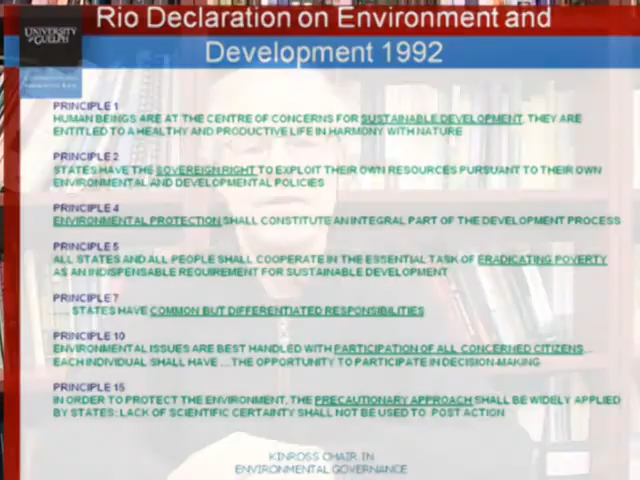 Rio Declaration on Environment and
Development 1992
UNIVERSITY
of GUELPH
PRINCIPLE 1
HUMAN BEINGS ARE AT THE CENTRE OF CONCERNS FOR SUSTAINABLE DEVELOPMENT. THEY ARE
ENTITLED TO A HEALTHY AND PRODUCTIVE LIFE IN HARMONY WITH NATURE
PRINCIPLE 2
STATES HAVE THE SOVEREIGN RIGHT TO EXPLOIT THEIR OWN RESOURCES PURSUANT TO THEIR OWN
ENVIRONMENTAL AND DEVELOPMENTAL POLICIES
PRINCIPLE 4
ENVIRONMENTAL PROTECTION SHALL CONSTITUTE AN INTEGRAL PART OF THE DEVELOPMENT PROCESS
PRINCIPLE 5
ALL STATES AND ALL PEOPLE SHALL COOPERATE IN THE ESSENTIAL TASK OF ERADICATING POVERTY
AS AN INDISPENSABLE REQUIREMENT FOR SUSTAINABLE DEVELOPMENT
PRINCIPLE 7
.... STATES HAVE COMMON BUT DIFFERENTIATED RESPONSIBILITIES
PRINCIPLE 10
ENVIRONMENTAL ISSUES ARE BEST HANDLED WITH PARTICIPATION OF ALL CONCERNED CITIZENS...
EACH INDIVIDUAL SHALL HAVE ... THE OPPORTUNITY TO PARTICIPATE IN DECISION-MAKING
PRINCIPLE 15
IN ORDER TO PROTECT THE ENVIRONMENT, THE PRECAUTIONARY APPROACH SHALL BE WIDELY APPLIED
BY STATES: LACK OF SCIENTIFIC CERTAINTY SHALL NOT BE USED TO POST ACTION
KINROSS CHAIR IN
ENVIRONMENTAL GOVERNANCE